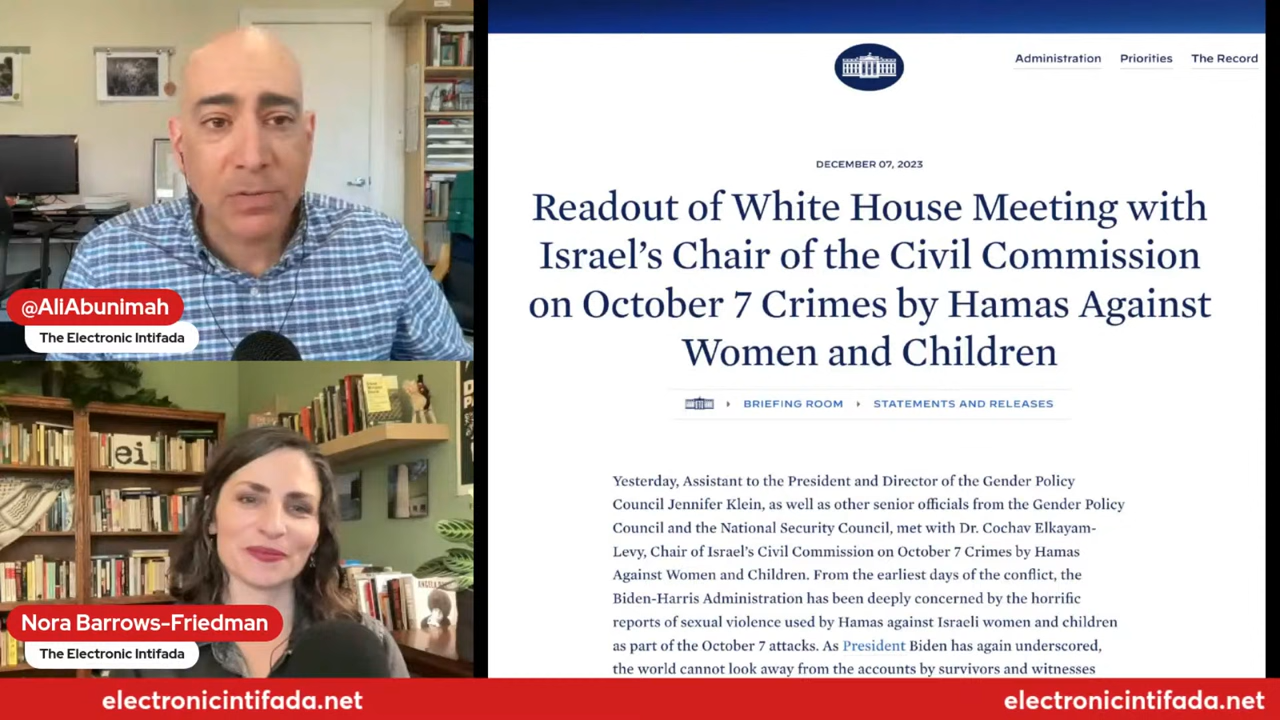 @AliAbunimah
The Electronic Intifada
ei
Nora Barrows-Friedman
The Electronic Intifada
Administration
Priorities
The Record
DECEMBER 07, 2023
Readout of White House Meeting with
Israel’s Chair of the Civil Commission
on October 7 Crimes by Hamas Against
Women and Children
BRIEFING ROOM
STATEMENTS AND RELEASES
Yesterday, Assistant to the President and Director of the Gender Policy
Council Jennifer Klein, as well as other senior officials from the Gender Policy
Council and the National Security Council, met with Dr. Cochav Elkayam-
Levy, Chair of Israel’s Civil Commission on October 7 Crimes by Hamas
Against Women and Children. From the earliest days of the conflict, the
Biden-Harris Administration has been deeply concerned by the horrific
reports of sexual violence used by Hamas against Israeli women and children
as part of the October 7 attacks. As President Biden has again underscored,
the world cannot look away from the accounts by survivors and witnesses
electronicintifada.net
electronicintifada.net